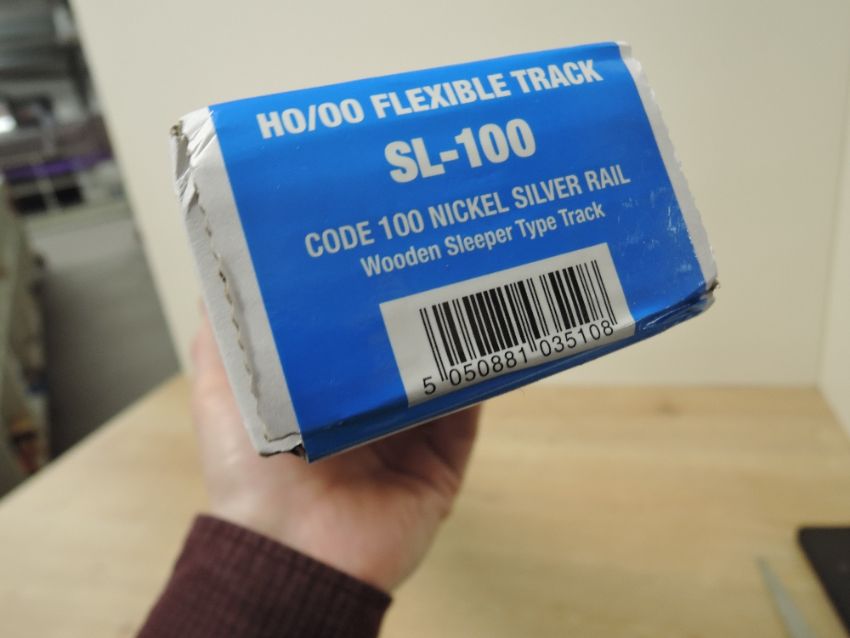 HO/OO FLEXIBLE TRACK
SL-100
CODE 100 NICKEL SILVER RAIL
Wooden Sleeper Type Track
5 050881 035108